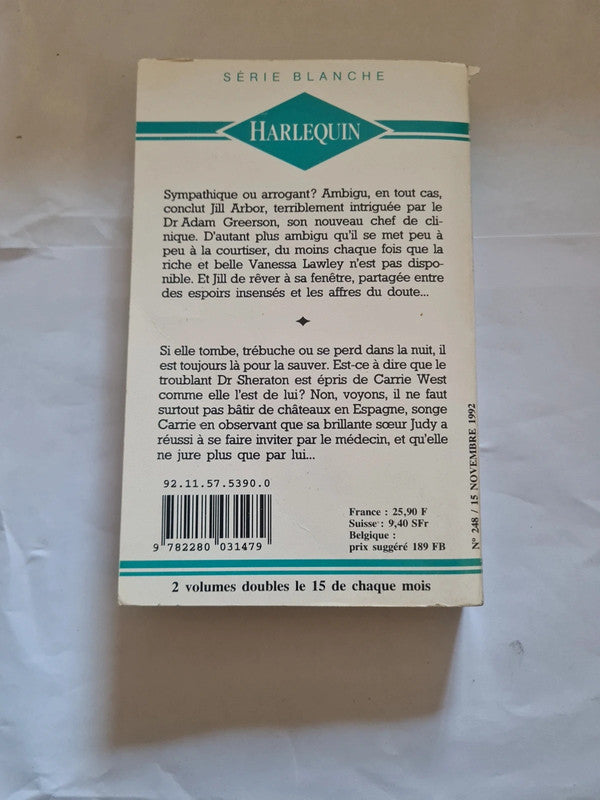 SÉRIE BLANCHE
HARLEQUIN
Sympathique ou arrogant? Ambigu, en tout cas,
conclut Jill Arbor, terriblement intriguée par le
Dr Adam Greerson, son nouveau chef de cli-
nique. D'autant plus ambigu qu'il se met peu à
peu à la courtiser, du moins chaque fois que la
riche et belle Vanessa Lawley n'est pas dispo-
nible. Et Jill de rêver à sa fenêtre, partagée entre
des espoirs insensés et les affres du doute...
Si elle tombe, trébuche ou se perd dans la nuit, il
est toujours là pour la sauver. Est-ce à dire que le
troublant Dr Sheraton est épris de Carrie West
comme elle l'est de lui? Non, voyons, il ne faut
surtout pas bâtir de châteaux en Espagne, songe
Carrie en observant que sa brillante sœur Judy a
réussi à se faire inviter par le médecin, et qu'elle
ne jure plus que par lui...
92.11.57.5390.0
9 782280 031479
France : 25,90 F
Suisse : 9,40 SFr
Belgique :
prix suggéré 189 FB
N° 248 / 15 NOVEMBRE 1992
2 volumes doubles le 15 de chaque mois